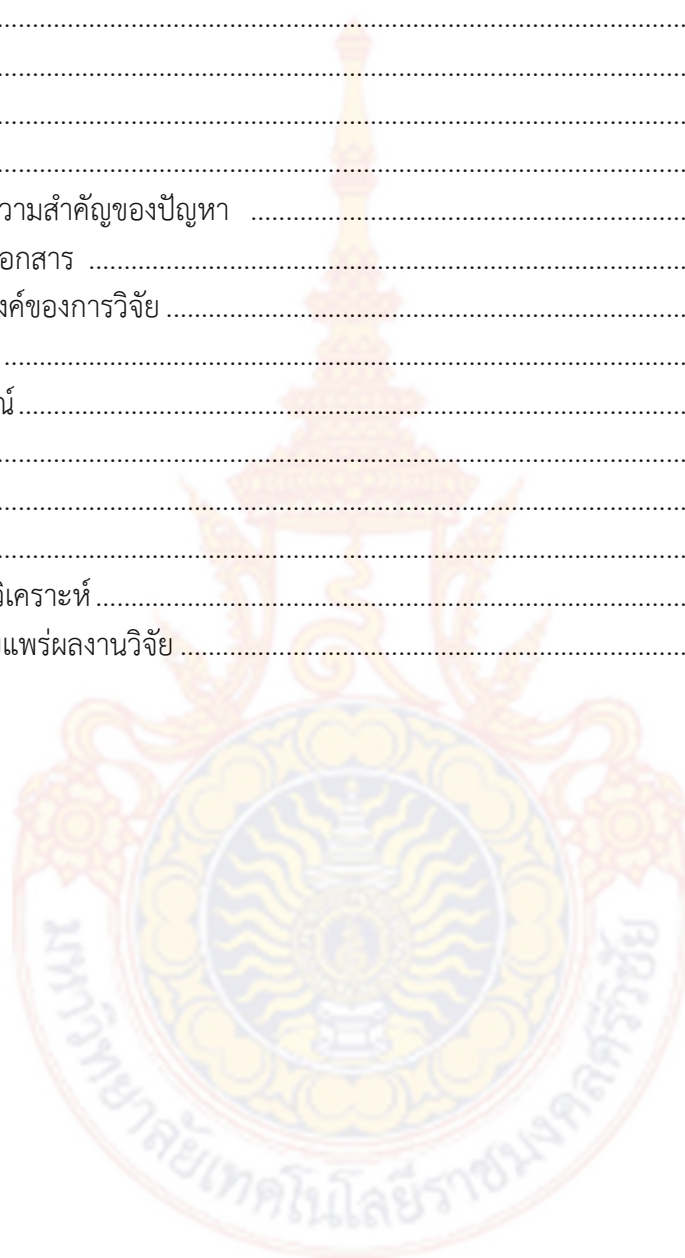 ................................................................................
................................................................................
................................................................................
................................................................................
วามสำคัญของปัญหา ..................................................
อกสาร ......................................................................
งค์ของการวิจัย ............................................................
................................................................................
ณ์ ..............................................................................
................................................................................
................................................................................
................................................................................
วิเคราะห์ .....................................................................
แพร่ผลงานวิจัย ..........................................................
มหาวิทยาลัยเทคโนโลยีราชมงคลศรีวิชัย